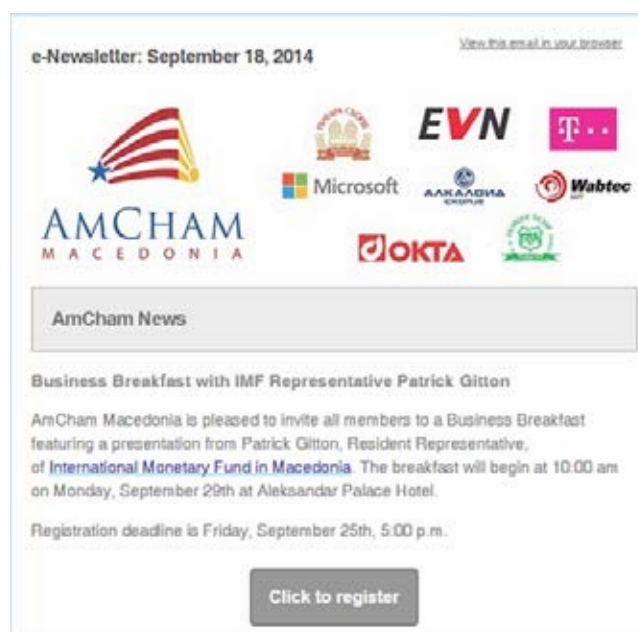 e-Newsletter: September 18, 2014
View this email in your browser
AMCHAM
MACEDONIA
EVN
T
Microsoft
АЛКАЛОИД
СКОПЈЕ
Wabtec
OKTA
AmCham News
Business Breakfast with IMF Representative Patrick Gitton
AmCham Macedonia is pleased to invite all members to a Business Breakfast
featuring a presentation from Patrick Gitton, Resident Representative,
of International Monetary Fund in Macedonia. The breakfast will begin at 10:00 am
on Monday, September 29th at Aleksandar Palace Hotel.
Registration deadline is Friday, September 25th, 5:00 p.m.
Click to register